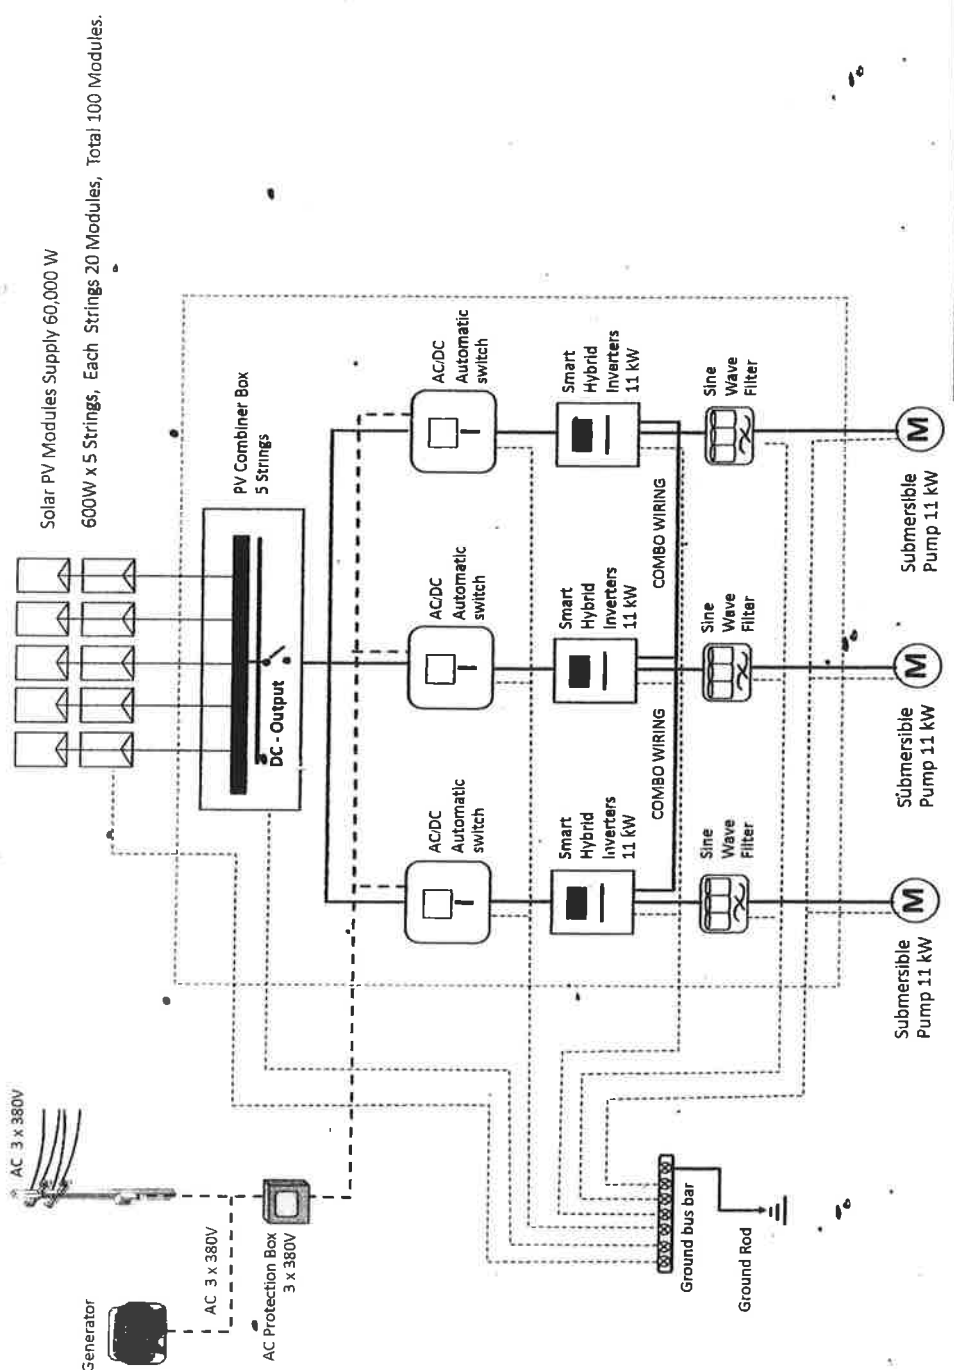 Solar PV Modules Supply 60,000 W
600W x 5 Strings, Each Strings 20 Modules, Total 100 Modules.
AC 3 x 380V
Generator
AC 3 x 380V
AC Protection Box
3 x 380V
PV Combiner Box
5 Strings
DC - Output
AC/DC
Automatic
switch
AC/DC
Automatic
switch
AC/DC
Automatic
switch
Smart
Hybrid
Inverters
11 kW
Smart
Hybrid
Inverters
11 kW
Smart
Hybrid
Inverters
11 kW
COMBO WIRING
COMBO WIRING
Sine
Wave
Filter
Sine
Wave
Filter
Sine
Wave
Filter
Ground bus bar
Ground Rod
M
M
M
Submersible
Pump 11 kW
Submersible
Pump 11 kW
Submersible
Pump 11 kW